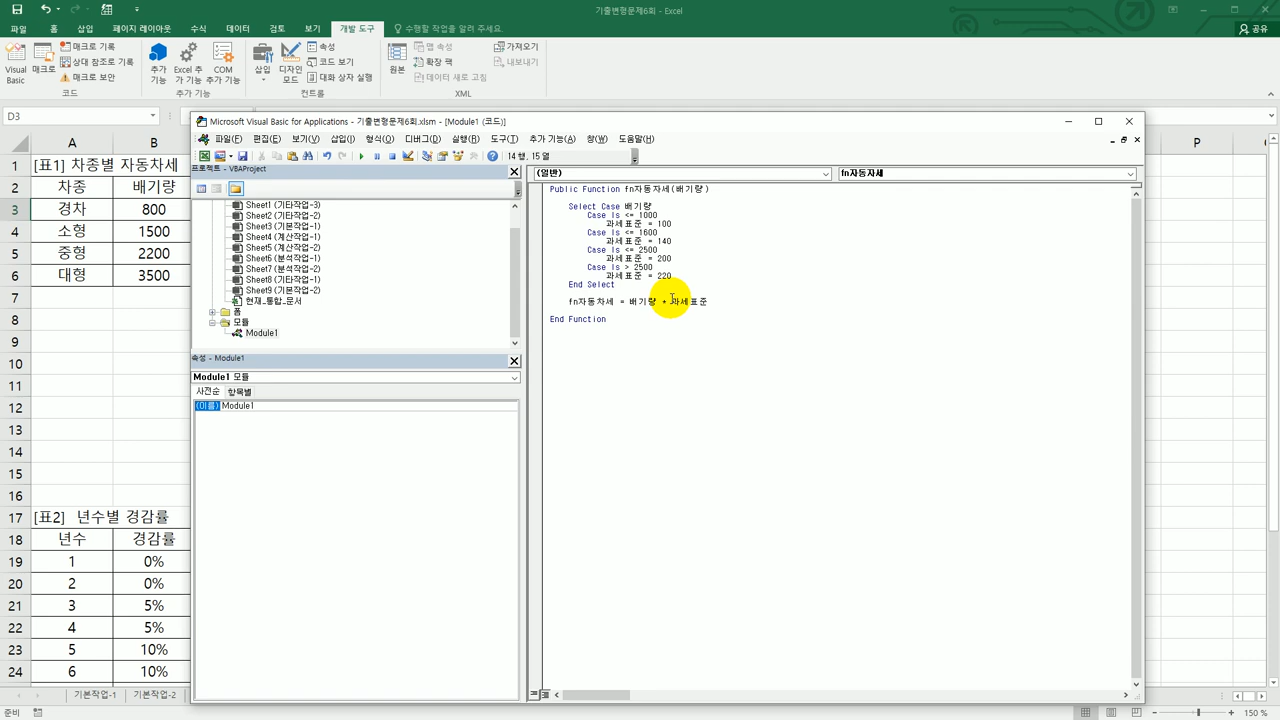 기출변형문제6회 - Excel
파일 홈 삽입 페이지 레이아웃 수식 데이터 검토 보기 개발 도구 수행할 작업을 알려 주세요. 공유
Visual Basic 매크로 매크로 기록 상대 참조로 기록 매크로 보안 코드
추가 기능 Excel 추가 기능 COM 추가 기능 추가 기능
삽입 디자인 모드 속성 코드 보기 대화 상자 실행 컨트롤
원본 맵 속성 확장 팩 데이터 새로 고침 가져오기 내보내기 XML
D3
A B P
1 [표1] 차종별 자동차세
2 차종 배기량
3 경차 800
4 소형 1500
5 중형 2200
6 대형 3500
7
8
9
10
11
12
13
14
15
16
17 [표2] 년수별 경감률
18 년수 경감률
19 1 0%
20 2 0%
21 3 5%
22 4 5%
23 5 10%
24 6 10%
기본작업-1 기본작업-2
준비 150 %
Microsoft Visual Basic for Applications - 기출변형문제6회.xlsm - [Module1 (코드)]
파일(F) 편집(E) 보기(V) 삽입(I) 형식(O) 디버그(D) 실행(R) 도구(T) 추가 기능(A) 창(W) 도움말(H)
14 행, 15 열
프로젝트 - VBAProject
Sheet1 (기타작업-3)
Sheet2 (기본작업-2)
Sheet3 (기본작업-1)
Sheet4 (계산작업-1)
Sheet5 (계산작업-2)
Sheet6 (분석작업-1)
Sheet7 (분석작업-2)
Sheet8 (기타작업-1)
Sheet9 (기타작업-2)
현재_통합_문서
폼
모듈
Module1
속성 - Module1
Module1 모듈
사전순 항목별
(이름) Module1
(일반) fn자동차세
Public Function fn자동차세(배기량)
Select Case 배기량
Case Is <= 1000
과세표준 = 100
Case Is <= 1600
과세표준 = 140
Case Is <= 2500
과세표준 = 200
Case Is > 2500
과세표준 = 220
End Select
fn자동차세 = 배기량 * 과세표준
End Function